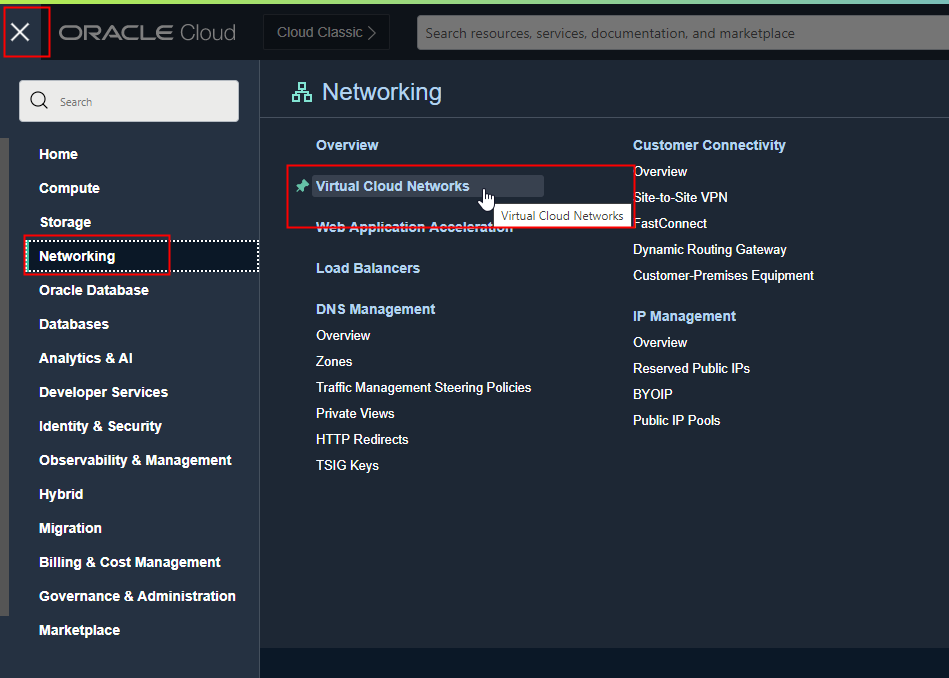 ORACLE Cloud
Cloud Classic
Search resources, services, documentation, and marketplace
Search
Home
Compute
Storage
Networking
Oracle Database
Databases
Analytics & AI
Developer Services
Identity & Security
Observability & Management
Hybrid
Migration
Billing & Cost Management
Governance & Administration
Marketplace
Networking
Overview
Virtual Cloud Networks
Virtual Cloud Networks
Web Application Acceleration
Load Balancers
DNS Management
Overview
Zones
Traffic Management Steering Policies
Private Views
HTTP Redirects
TSIG Keys
Customer Connectivity
Overview
Site-to-Site VPN
FastConnect
Dynamic Routing Gateway
Customer-Premises Equipment
IP Management
Overview
Reserved Public IPs
BYOIP
Public IP Pools